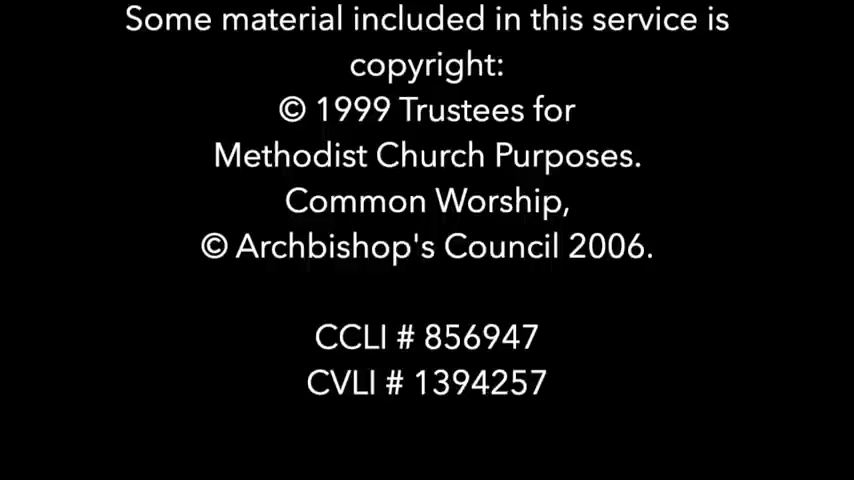 Some material included in this service is
copyright:
© 1999 Trustees for
Methodist Church Purposes.
Common Worship,
© Archbishop's Council 2006.
CCLI # 856947
CVLI # 1394257